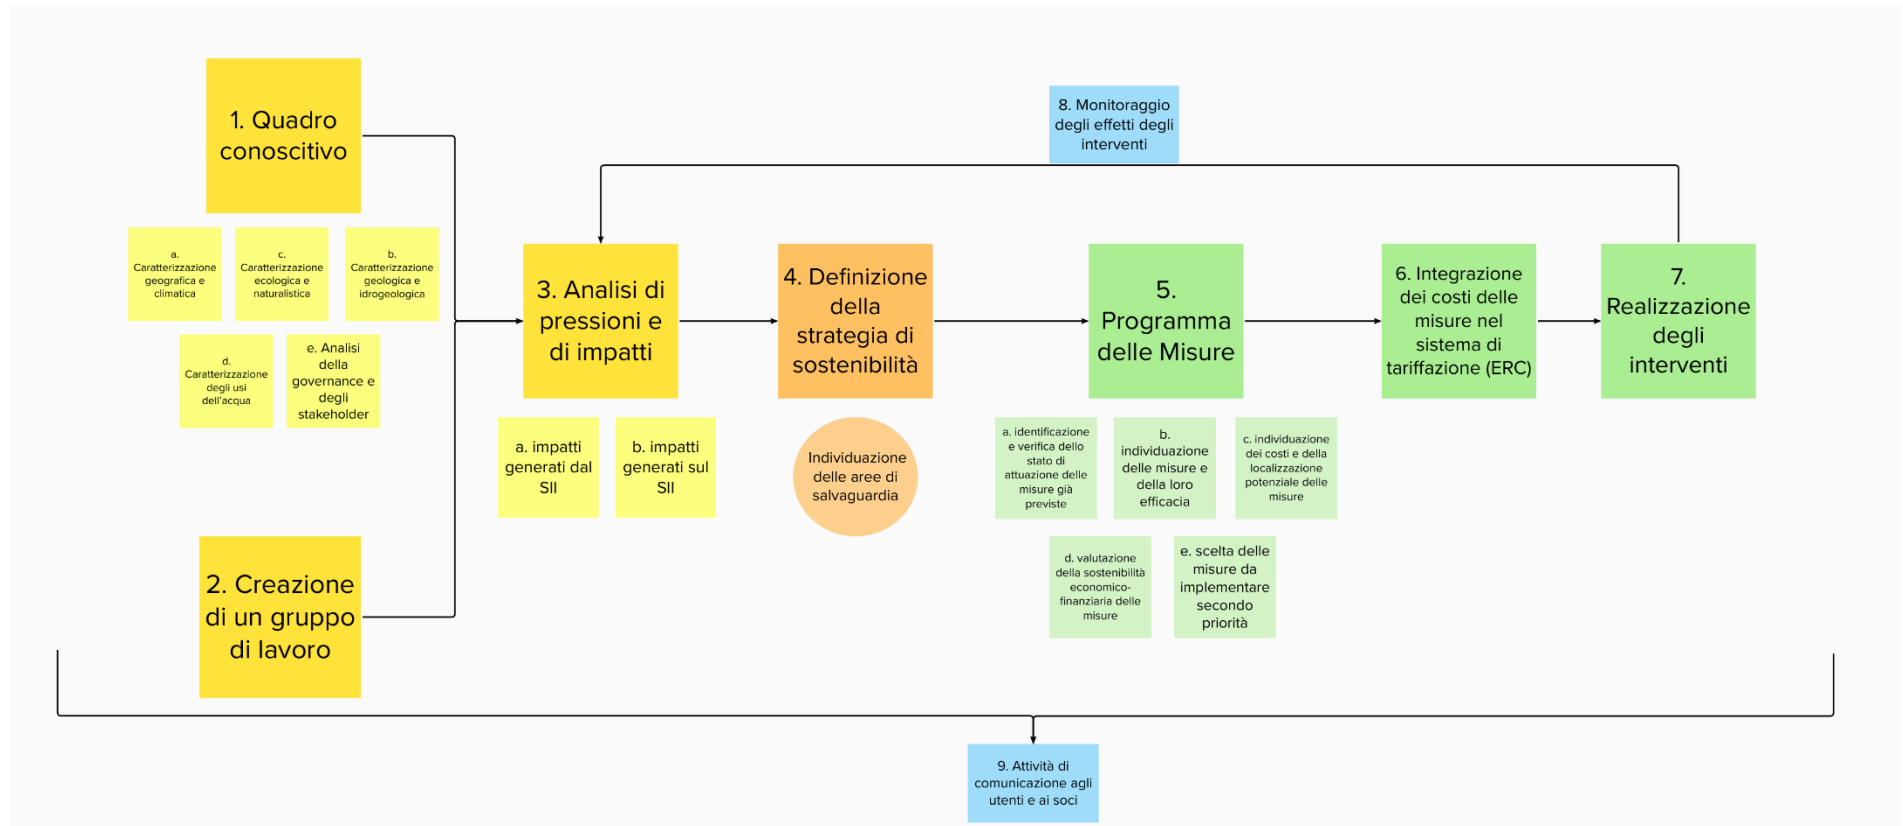 1. Quadro
conoscitivo
a.
Caratterizzazione
geografica e
climatica
c.
Caratterizzazione
ecologica e
naturalistica
b.
Caratterizzazione
geologica e
idrogeologica
d.
Caratterizzazione
degli usi
dell'acqua
e. Analisi
della
governance e
degli
stakeholder
2. Creazione
di un gruppo
di lavoro
3. Analisi di
pressioni e
di impatti
a. impatti
generati dal
SII
b. impatti
generati sul
SII
4. Definizione
della
strategia di
sostenibilità
Individuazione
delle aree di
salvaguardia
5.
Programma
delle Misure
a. identificazione
e verifica dello
stato di
attuazione delle
misure già
previste
b.
individuazione
delle misure e
della loro
efficacia
c. individuazione
dei costi e della
localizzazione
potenziale delle
misure
d. valutazione
della sostenibilità
economico-
finanziaria delle
misure
e. scelta delle
misure da
implementare
secondo
priorità
6. Integrazione
dei costi delle
misure nel
sistema di
tariffazione (ERC)
7.
Realizzazione
degli
interventi
8. Monitoraggio
degli effetti degli
interventi
9. Attività di
comunicazione agli
utenti e ai soci